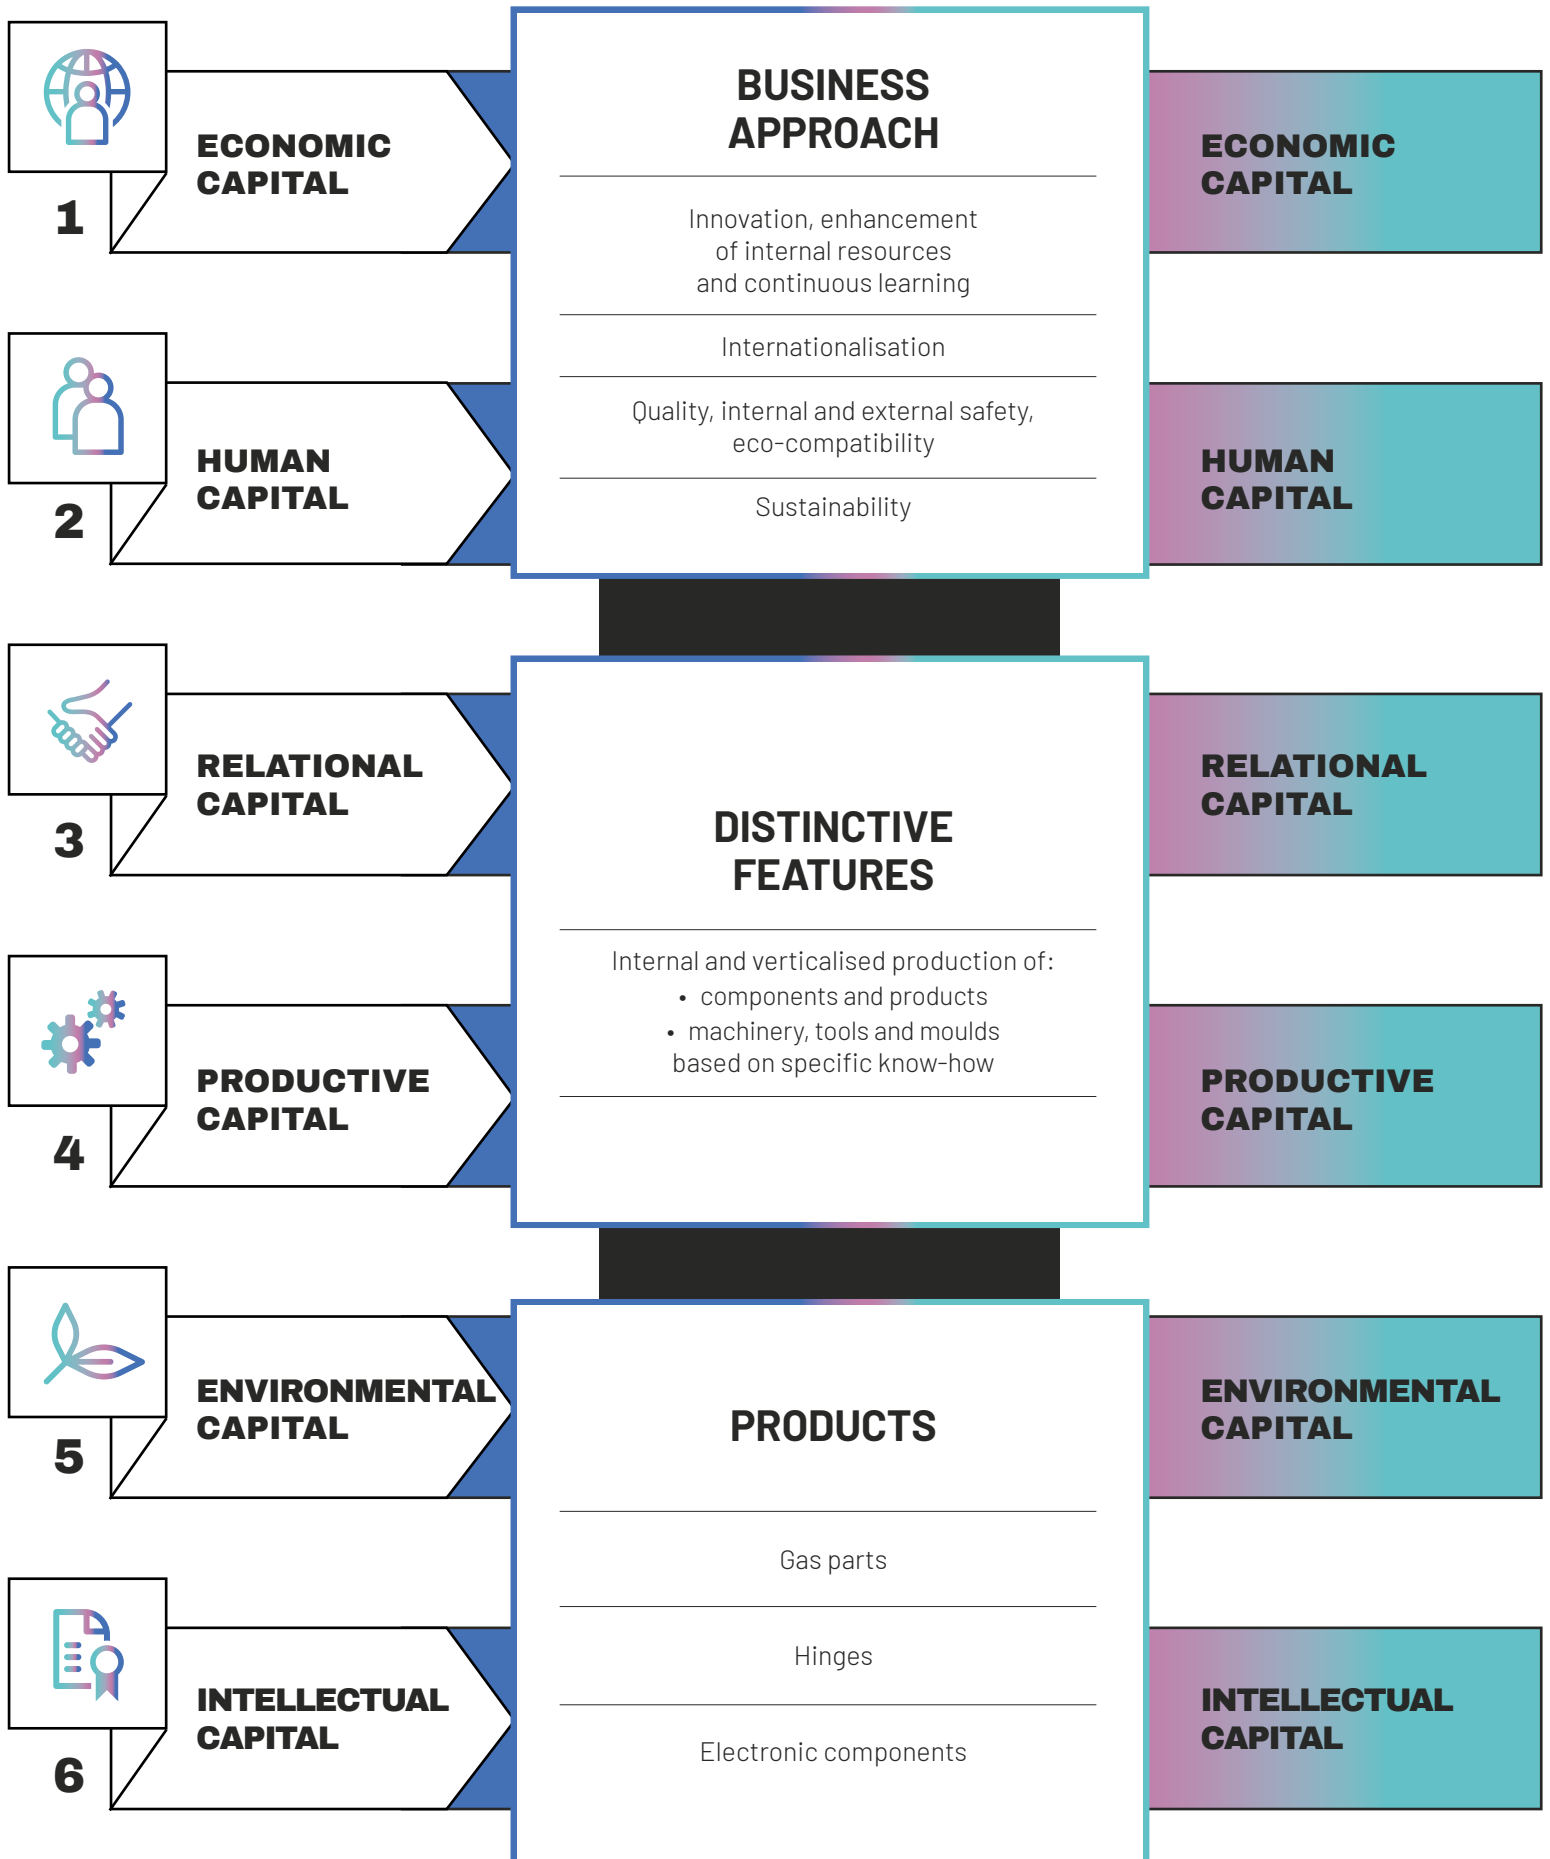 1
ECONOMIC
CAPITAL
2
HUMAN
CAPITAL
3
RELATIONAL
CAPITAL
4
PRODUCTIVE
CAPITAL
5
ENVIRONMENTAL
CAPITAL
6
INTELLECTUAL
CAPITAL
BUSINESS
APPROACH
Innovation, enhancement
of internal resources
and continuous learning
Internationalisation
Quality, internal and external safety,
eco-compatibility
Sustainability
DISTINCTIVE
FEATURES
Internal and verticalised production of:
• components and products
• machinery, tools and moulds
based on specific know-how
PRODUCTS
Gas parts
Hinges
Electronic components
ECONOMIC
CAPITAL
HUMAN
CAPITAL
RELATIONAL
CAPITAL
PRODUCTIVE
CAPITAL
ENVIRONMENTAL
CAPITAL
INTELLECTUAL
CAPITAL